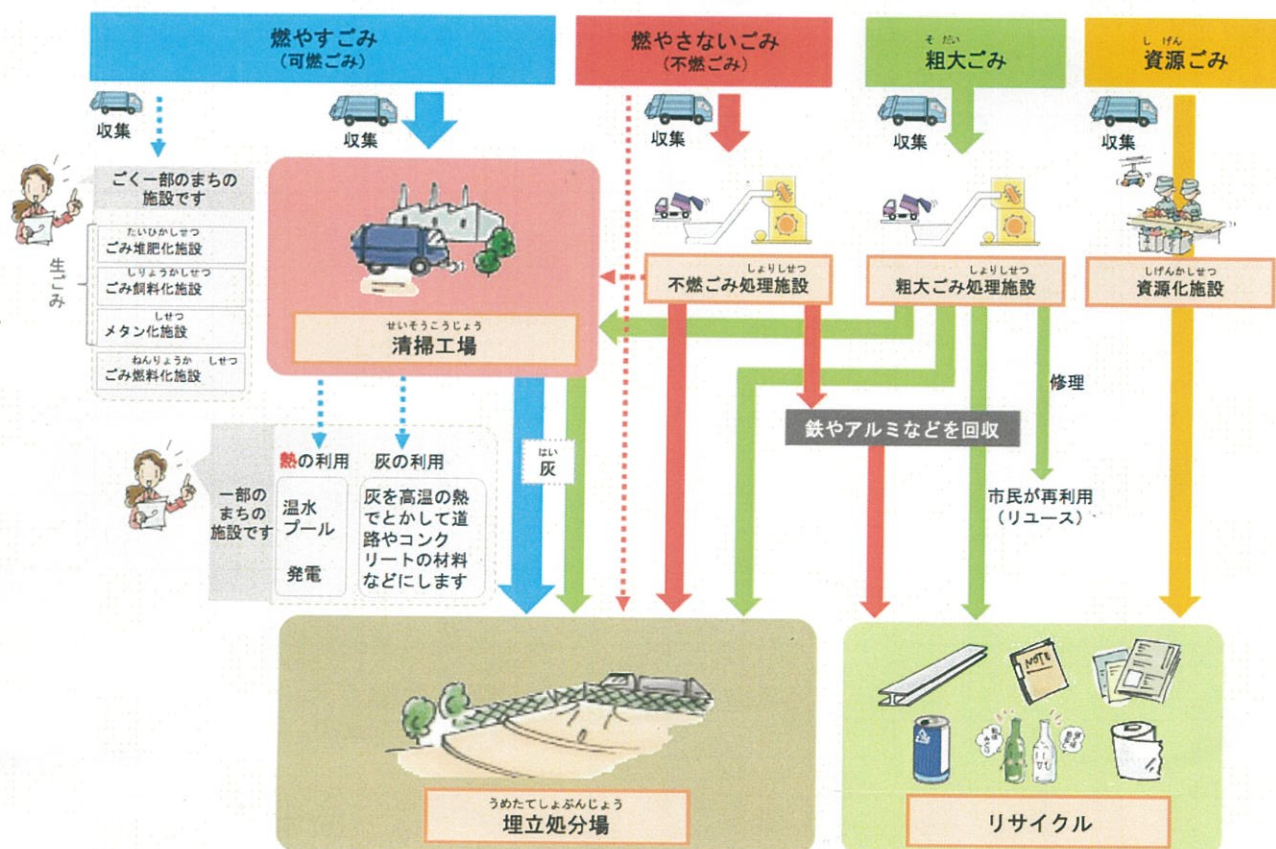 燃やすごみ
(可燃ごみ)
燃やさないごみ
(不燃ごみ)
そだい
粗大ごみ
しげん
資源ごみ
収集
収集
収集
収集
収集
ごく一部のまちの
施設です
生ごみ
たいひかしせつ
ごみ堆肥化施設
しりょうかしせつ
ごみ飼料化施設
しせつ
メタン化施設
ねんりょうか しせつ
ごみ燃料化施設
せいそうこうじょう
清掃工場
しょりしせつ
不燃ごみ処理施設
しょりしせつ
粗大ごみ処理施設
しげんかしせつ
資源化施設
修理
鉄やアルミなどを回収
市民が再利用
(リユース)
はい
灰
一部の
まちの
施設です
熱の利用
温水
プール
発電
灰の利用
灰を高温の熱
でとかして道
路やコンク
リートの材料
などにします
うめたてしょぶんじょう
埋立処分場
NOTE
リサイクル